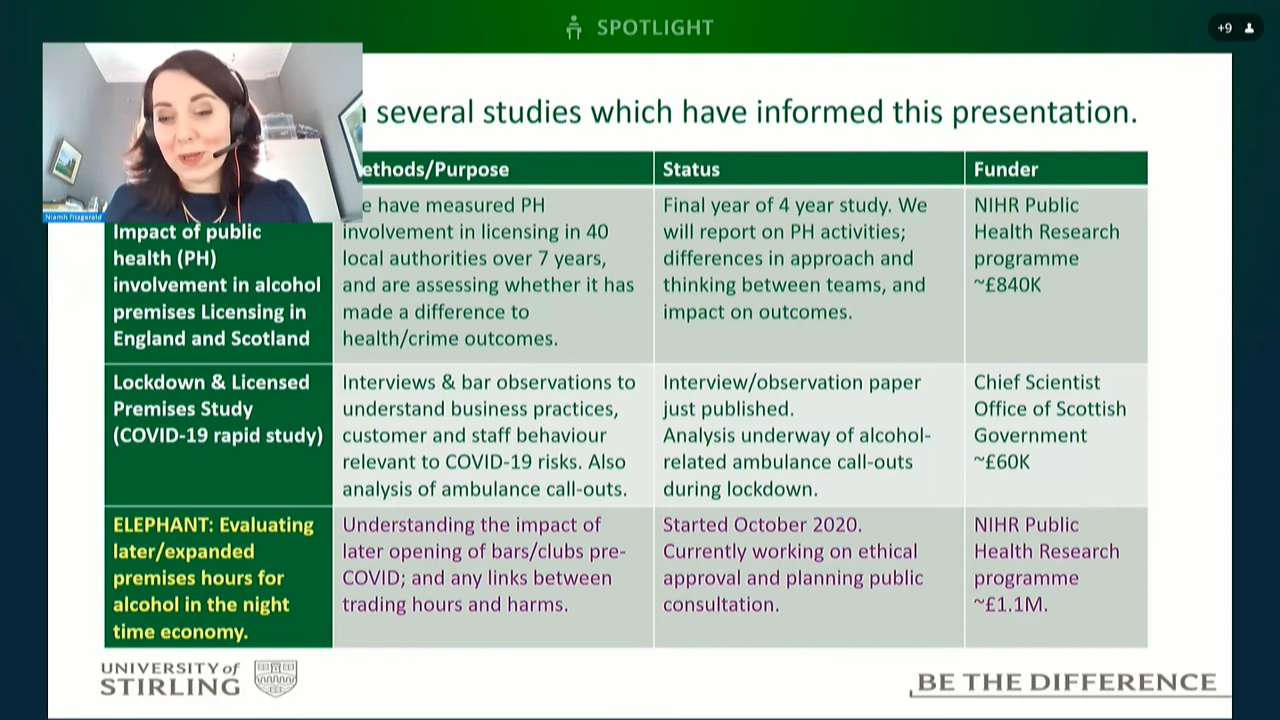 SPOTLIGHT
+9
several studies which have informed this presentation.
Niamh Fitzgerald
ethods/Purpose
Status
Funder
Impact of public
health (PH)
involvement in alcohol
premises Licensing in
England and Scotland
e have measured PH
involvement in licensing in 40
local authorities over 7 years,
and are assessing whether it has
made a difference to
health/crime outcomes.
Final year of 4 year study. We
will report on PH activities;
differences in approach and
thinking between teams, and
impact on outcomes.
NIHR Public
Health Research
programme
~£840K
Lockdown & Licensed
Premises Study
(COVID-19 rapid study)
Interviews & bar observations to
understand business practices,
customer and staff behaviour
relevant to COVID-19 risks. Also
analysis of ambulance call-outs.
Interview/observation paper
just published.
Analysis underway of alcohol-
related ambulance call-outs
during lockdown.
Chief Scientist
Office of Scottish
Government
~£60K
ELEPHANT: Evaluating
later/expanded
premises hours for
alcohol in the night
time economy.
Understanding the impact of
later opening of bars/clubs pre-
COVID; and any links between
trading hours and harms.
Started October 2020.
Currently working on ethical
approval and planning public
consultation.
NIHR Public
Health Research
programme
~£1.1M.
UNIVERSITY of
STIRLING
BE THE DIFFERENCE